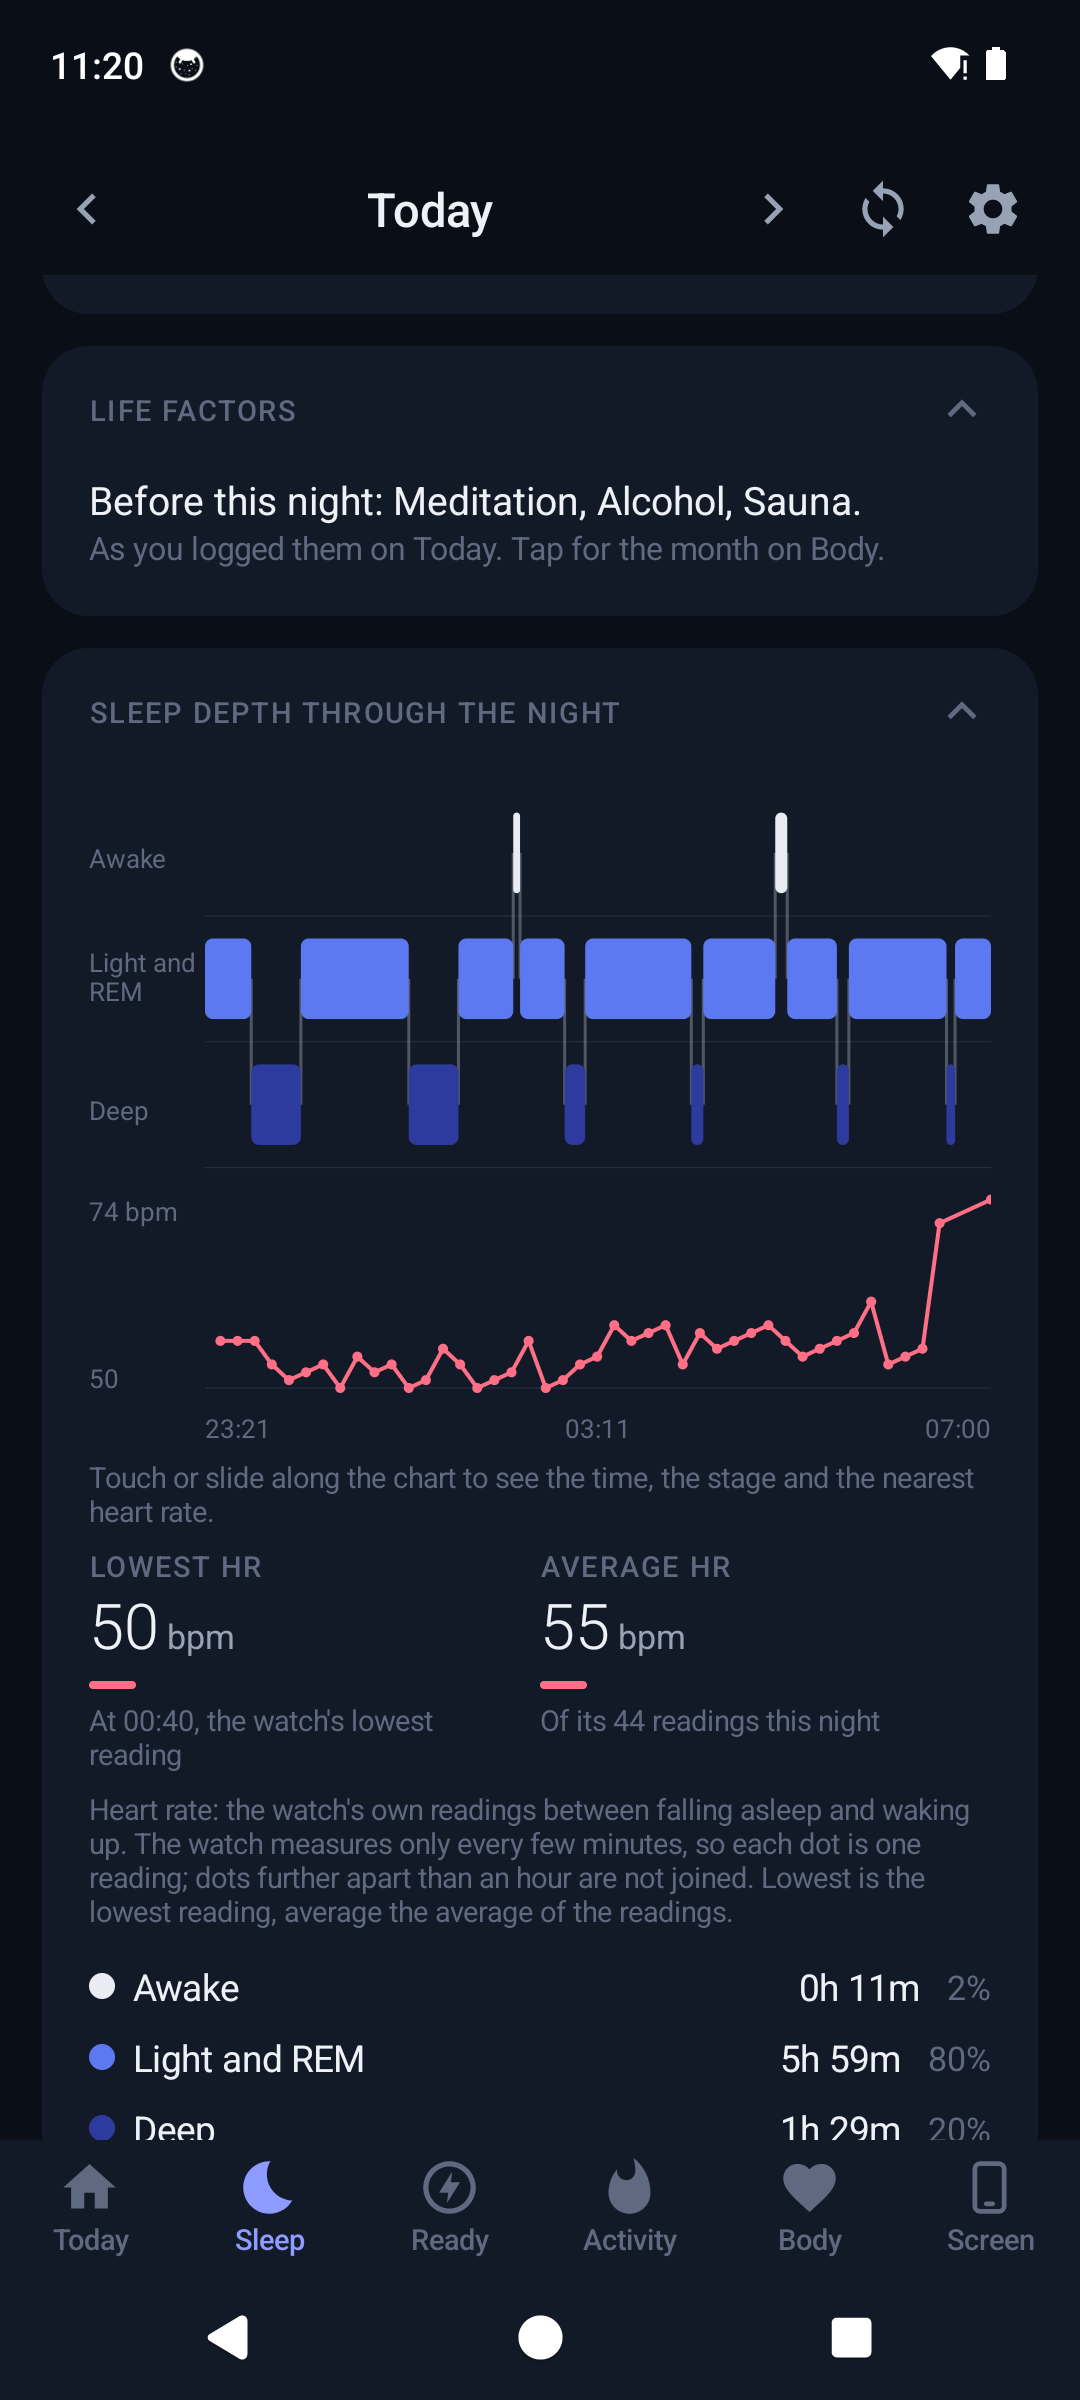 11:20
Today
LIFE FACTORS
Before this night: Meditation, Alcohol, Sauna.
As you logged them on Today. Tap for the month on Body.
SLEEP DEPTH THROUGH THE NIGHT
Awake
Light and
REM
Deep
74 bpm
50
23:21 03:11 07:00
Touch or slide along the chart to see the time, the stage and the nearest
heart rate.
LOWEST HR
50 bpm
At 00:40, the watch's lowest
reading
AVERAGE HR
55 bpm
Of its 44 readings this night
Heart rate: the watch's own readings between falling asleep and waking
up. The watch measures only every few minutes, so each dot is one
reading; dots further apart than an hour are not joined. Lowest is the
lowest reading, average the average of the readings.
Awake 0h 11m 2%
Light and REM 5h 59m 80%
Deep 1h 29m 20%
Today Sleep Ready Activity Body Screen